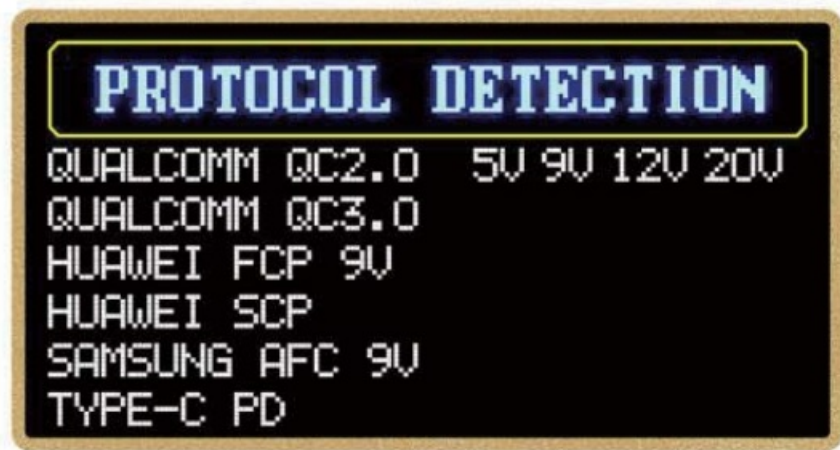 PROTOCOL DETECTION
QUALCOMM QC2.0 5V 9V 12V 20V
QUALCOMM QC3.0
HUAWEI FCP 9V
HUAWEI SCP
SAMSUNG AFC 9V
TYPE-C PD